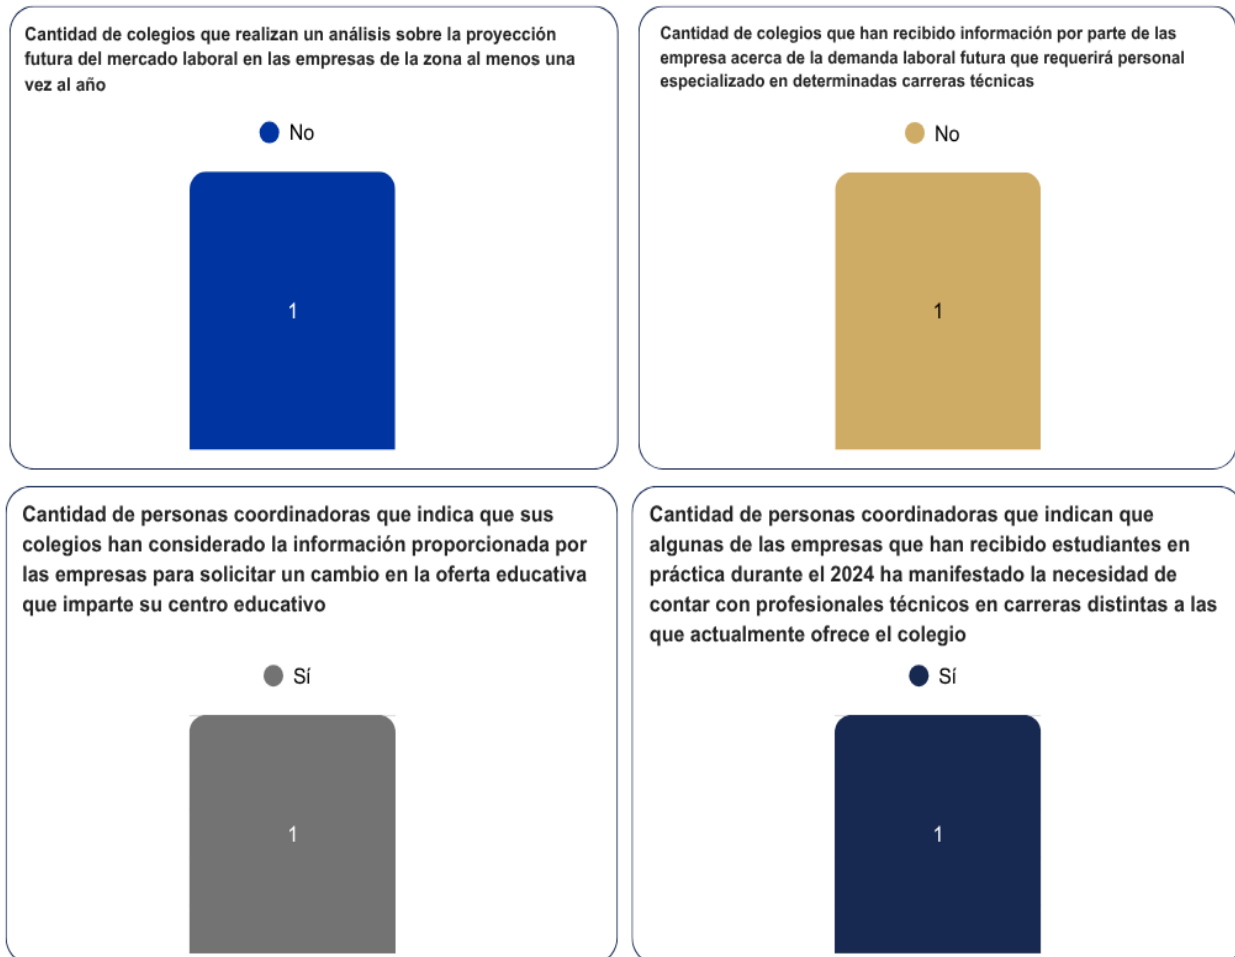 Cantidad de colegios que realizan un análisis sobre la proyección
futura del mercado laboral en las empresas de la zona al menos una
vez al año
No
1
Cantidad de colegios que han recibido información por parte de las
empresa acerca de la demanda laboral futura que requerirá personal
especializado en determinadas carreras técnicas
No
1
Cantidad de personas coordinadoras que indica que sus
colegios han considerado la información proporcionada por
las empresas para solicitar un cambio en la oferta educativa
que imparte su centro educativo
Sí
1
Cantidad de personas coordinadoras que indican que
algunas de las empresas que han recibido estudiantes en
práctica durante el 2024 ha manifestado la necesidad de
contar con profesionales técnicos en carreras distintas a las
que actualmente ofrece el colegio
Sí
1